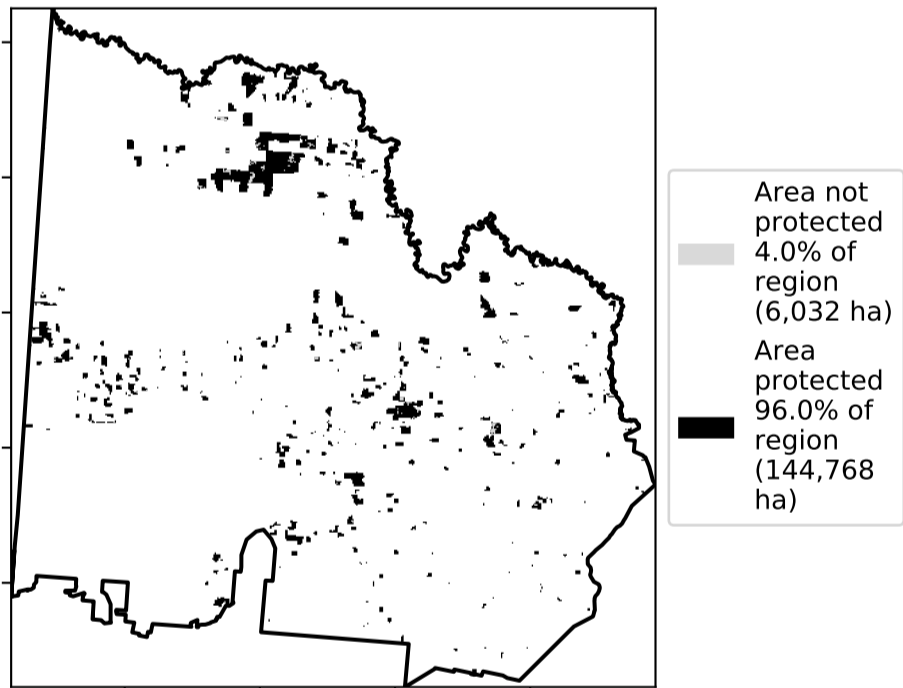 Area not
protected
4.0% of
region
(6,032 ha)
Area
protected
96.0% of
region
(144,768
ha)